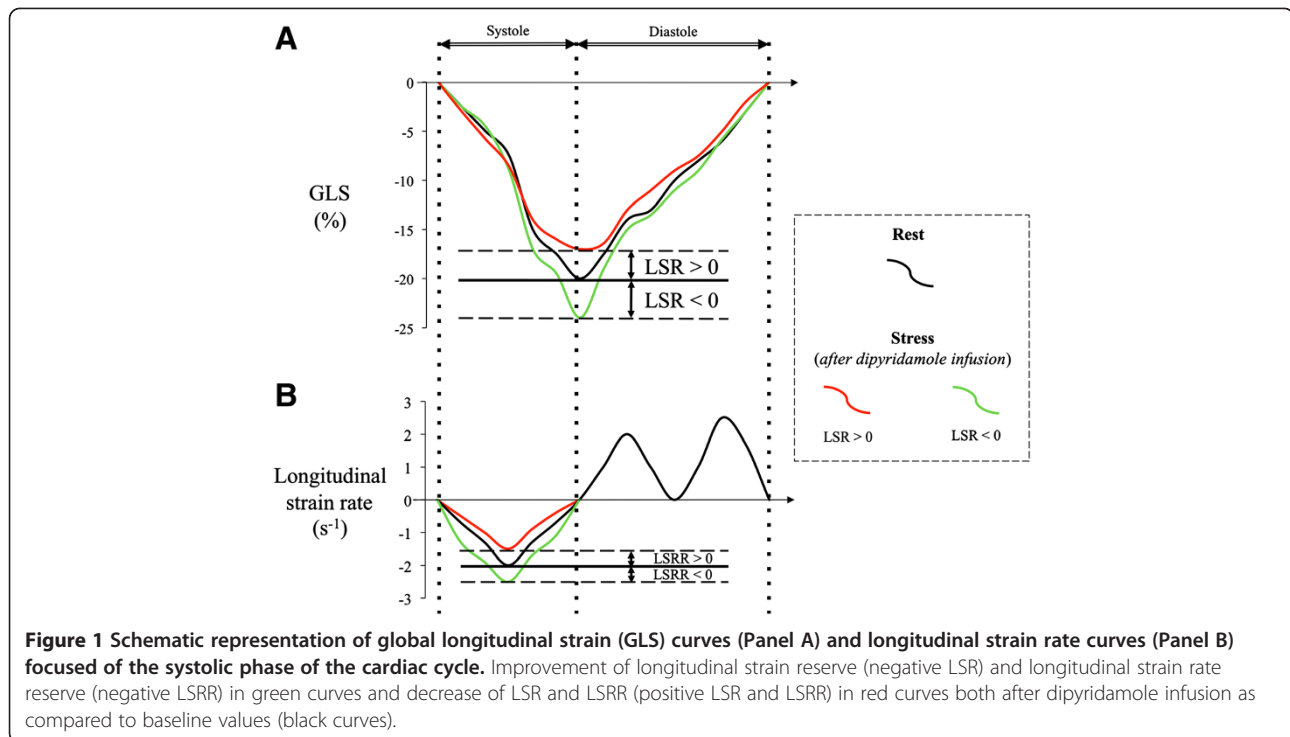 A
Systole
Diastole
0
-5
-10
-15
-20
-25
GLS
(%)
LSR > 0
LSR < 0
Rest
Stress
(after dipyridamole infusion)
LSR > 0
LSR < 0
B
3
2
1
0
-1
-2
-3
Longitudinal
strain rate
(s-1)
LSRR > 0
LSRR < 0
Figure 1 Schematic representation of global longitudinal strain (GLS) curves (Panel A) and longitudinal strain rate curves (Panel B)
focused of the systolic phase of the cardiac cycle. Improvement of longitudinal strain reserve (negative LSR) and longitudinal strain rate
reserve (negative LSRR) in green curves and decrease of LSR and LSRR (positive LSR and LSRR) in red curves both after dipyridamole infusion as
compared to baseline values (black curves).